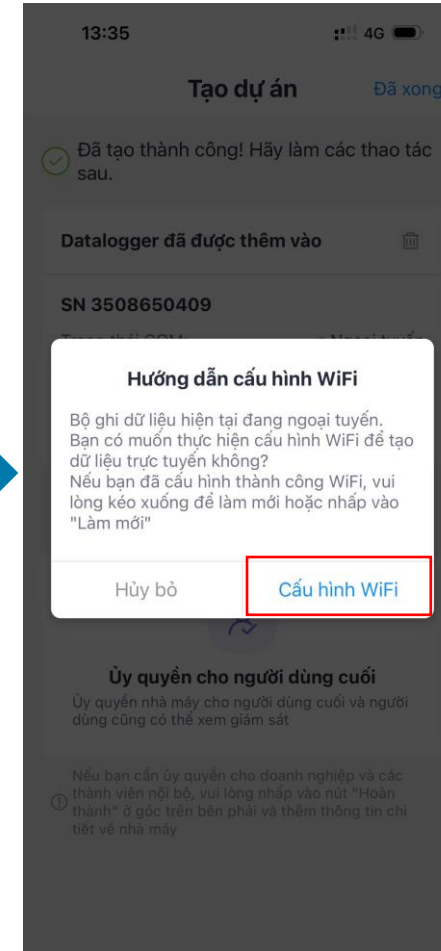 13:35
4G
Tạo dự án
Đã xong
Đã tạo thành công! Hãy làm các thao tác
sau.
Datalogger đã được thêm vào
SN 3508650409
Hướng dẫn cấu hình WiFi
Bộ ghi dữ liệu hiện tại đang ngoại tuyến.
Bạn có muốn thực hiện cấu hình WiFi để tạo
dữ liệu trực tuyến không?
Nếu bạn đã cấu hình thành công WiFi, vui
lòng kéo xuống để làm mới hoặc nhấp vào
"Làm mới"
Hủy bỏ
Cấu hình WiFi
Ủy quyền cho người dùng cuối
Ủy quyền nhà máy cho người dùng cuối và người
dùng cũng có thể xem giám sát
Nếu bạn cần ủy quyền cho doanh nghiệp và các
thành viên nội bộ, vui lòng nhấp vào nút "Hoàn
thành" ở góc trên bên phải và thêm thông tin chi
tiết về nhà máy